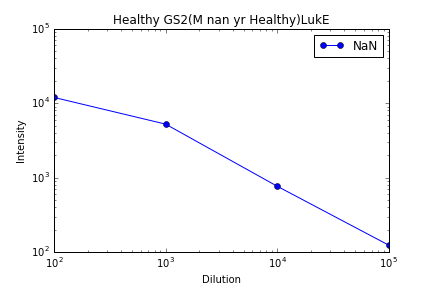 Healthy GS2(M nan yr Healthy)LukE
NaN
Intensity
10^5
10^4
10^3
10^2
10^2 10^3 10^4 10^5
Dilution